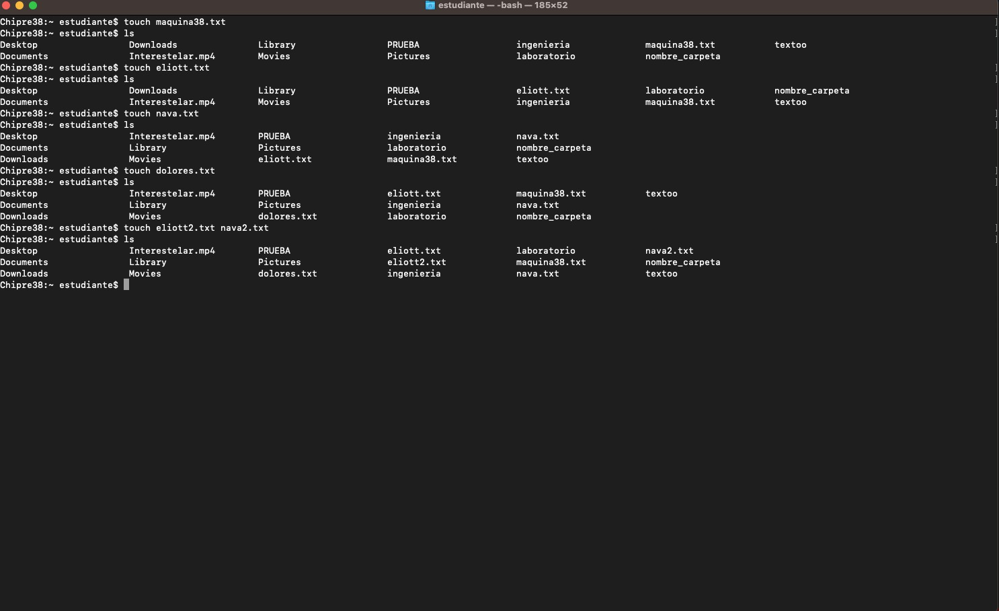 estudiante — -bash — 185×52
Chipre38:~ estudiante$ touch maquina38.txt
Chipre38:~ estudiante$ ls
Desktop Downloads Library PRUEBA ingenieria maquina38.txt textoo
Documents Interestelar.mp4 Movies Pictures laboratorio nombre_carpeta
Chipre38:~ estudiante$ touch eliott.txt
Chipre38:~ estudiante$ ls
Desktop Downloads Library PRUEBA eliott.txt laboratorio nombre_carpeta
Documents Interestelar.mp4 Movies Pictures ingenieria maquina38.txt textoo
Chipre38:~ estudiante$ touch nava.txt
Chipre38:~ estudiante$ ls
Desktop Interestelar.mp4 PRUEBA ingenieria nava.txt
Documents Library Pictures laboratorio nombre_carpeta
Downloads Movies eliott.txt maquina38.txt textoo
Chipre38:~ estudiante$ touch dolores.txt
Chipre38:~ estudiante$ ls
Desktop Interestelar.mp4 PRUEBA eliott.txt maquina38.txt textoo
Documents Library Pictures ingenieria nava.txt
Downloads Movies dolores.txt laboratorio nombre_carpeta
Chipre38:~ estudiante$ touch eliott2.txt nava2.txt
Chipre38:~ estudiante$ ls
Desktop Interestelar.mp4 PRUEBA eliott.txt laboratorio nava2.txt
Documents Library Pictures eliott2.txt maquina38.txt nombre_carpeta
Downloads Movies dolores.txt ingenieria nava.txt textoo
Chipre38:~ estudiante$